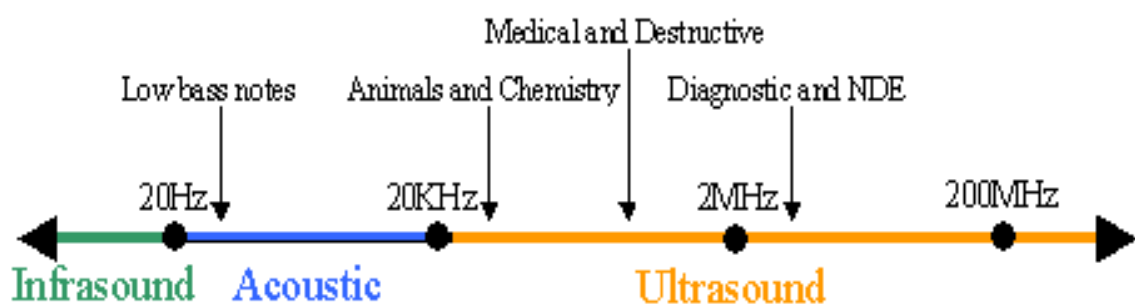 Medical and Destructive
Low bass notes Animals and Chemistry Diagnostic and NDE
20Hz 20KHz 2MHz 200MHz
Infrasound Acoustic Ultrasound